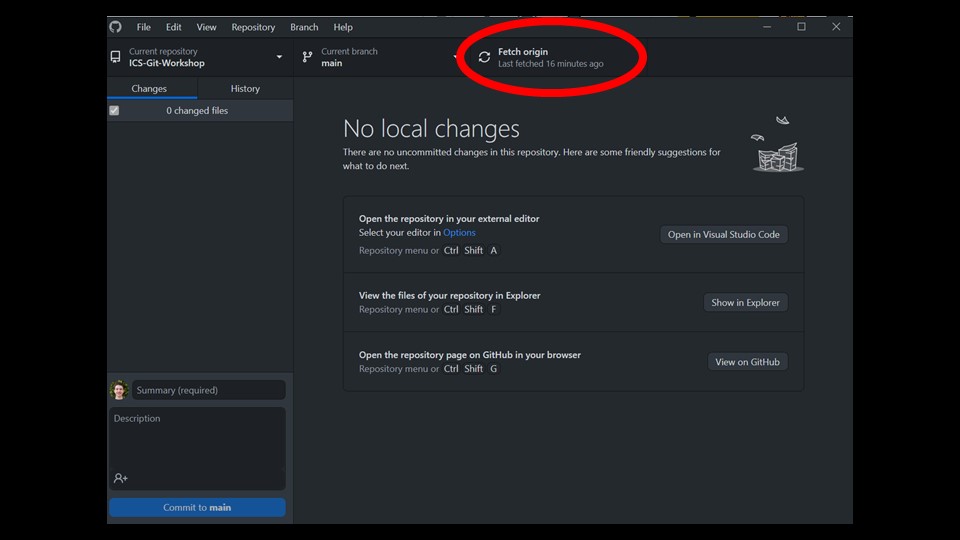 File Edit View Repository Branch Help
Current repository
ICS-Git-Workshop
Current branch
main
Fetch origin
Last fetched 16 minutes ago
Changes History
0 changed files
No local changes
There are no uncommitted changes in this repository. Here are some friendly suggestions for
what to do next.
Open the repository in your external editor
Select your editor in Options
Repository menu or Ctrl Shift A
Open in Visual Studio Code
View the files of your repository in Explorer
Repository menu or Ctrl Shift F
Show in Explorer
Open the repository page on GitHub in your browser
Repository menu or Ctrl Shift G
View on GitHub
Summary (required)
Description
Commit to main